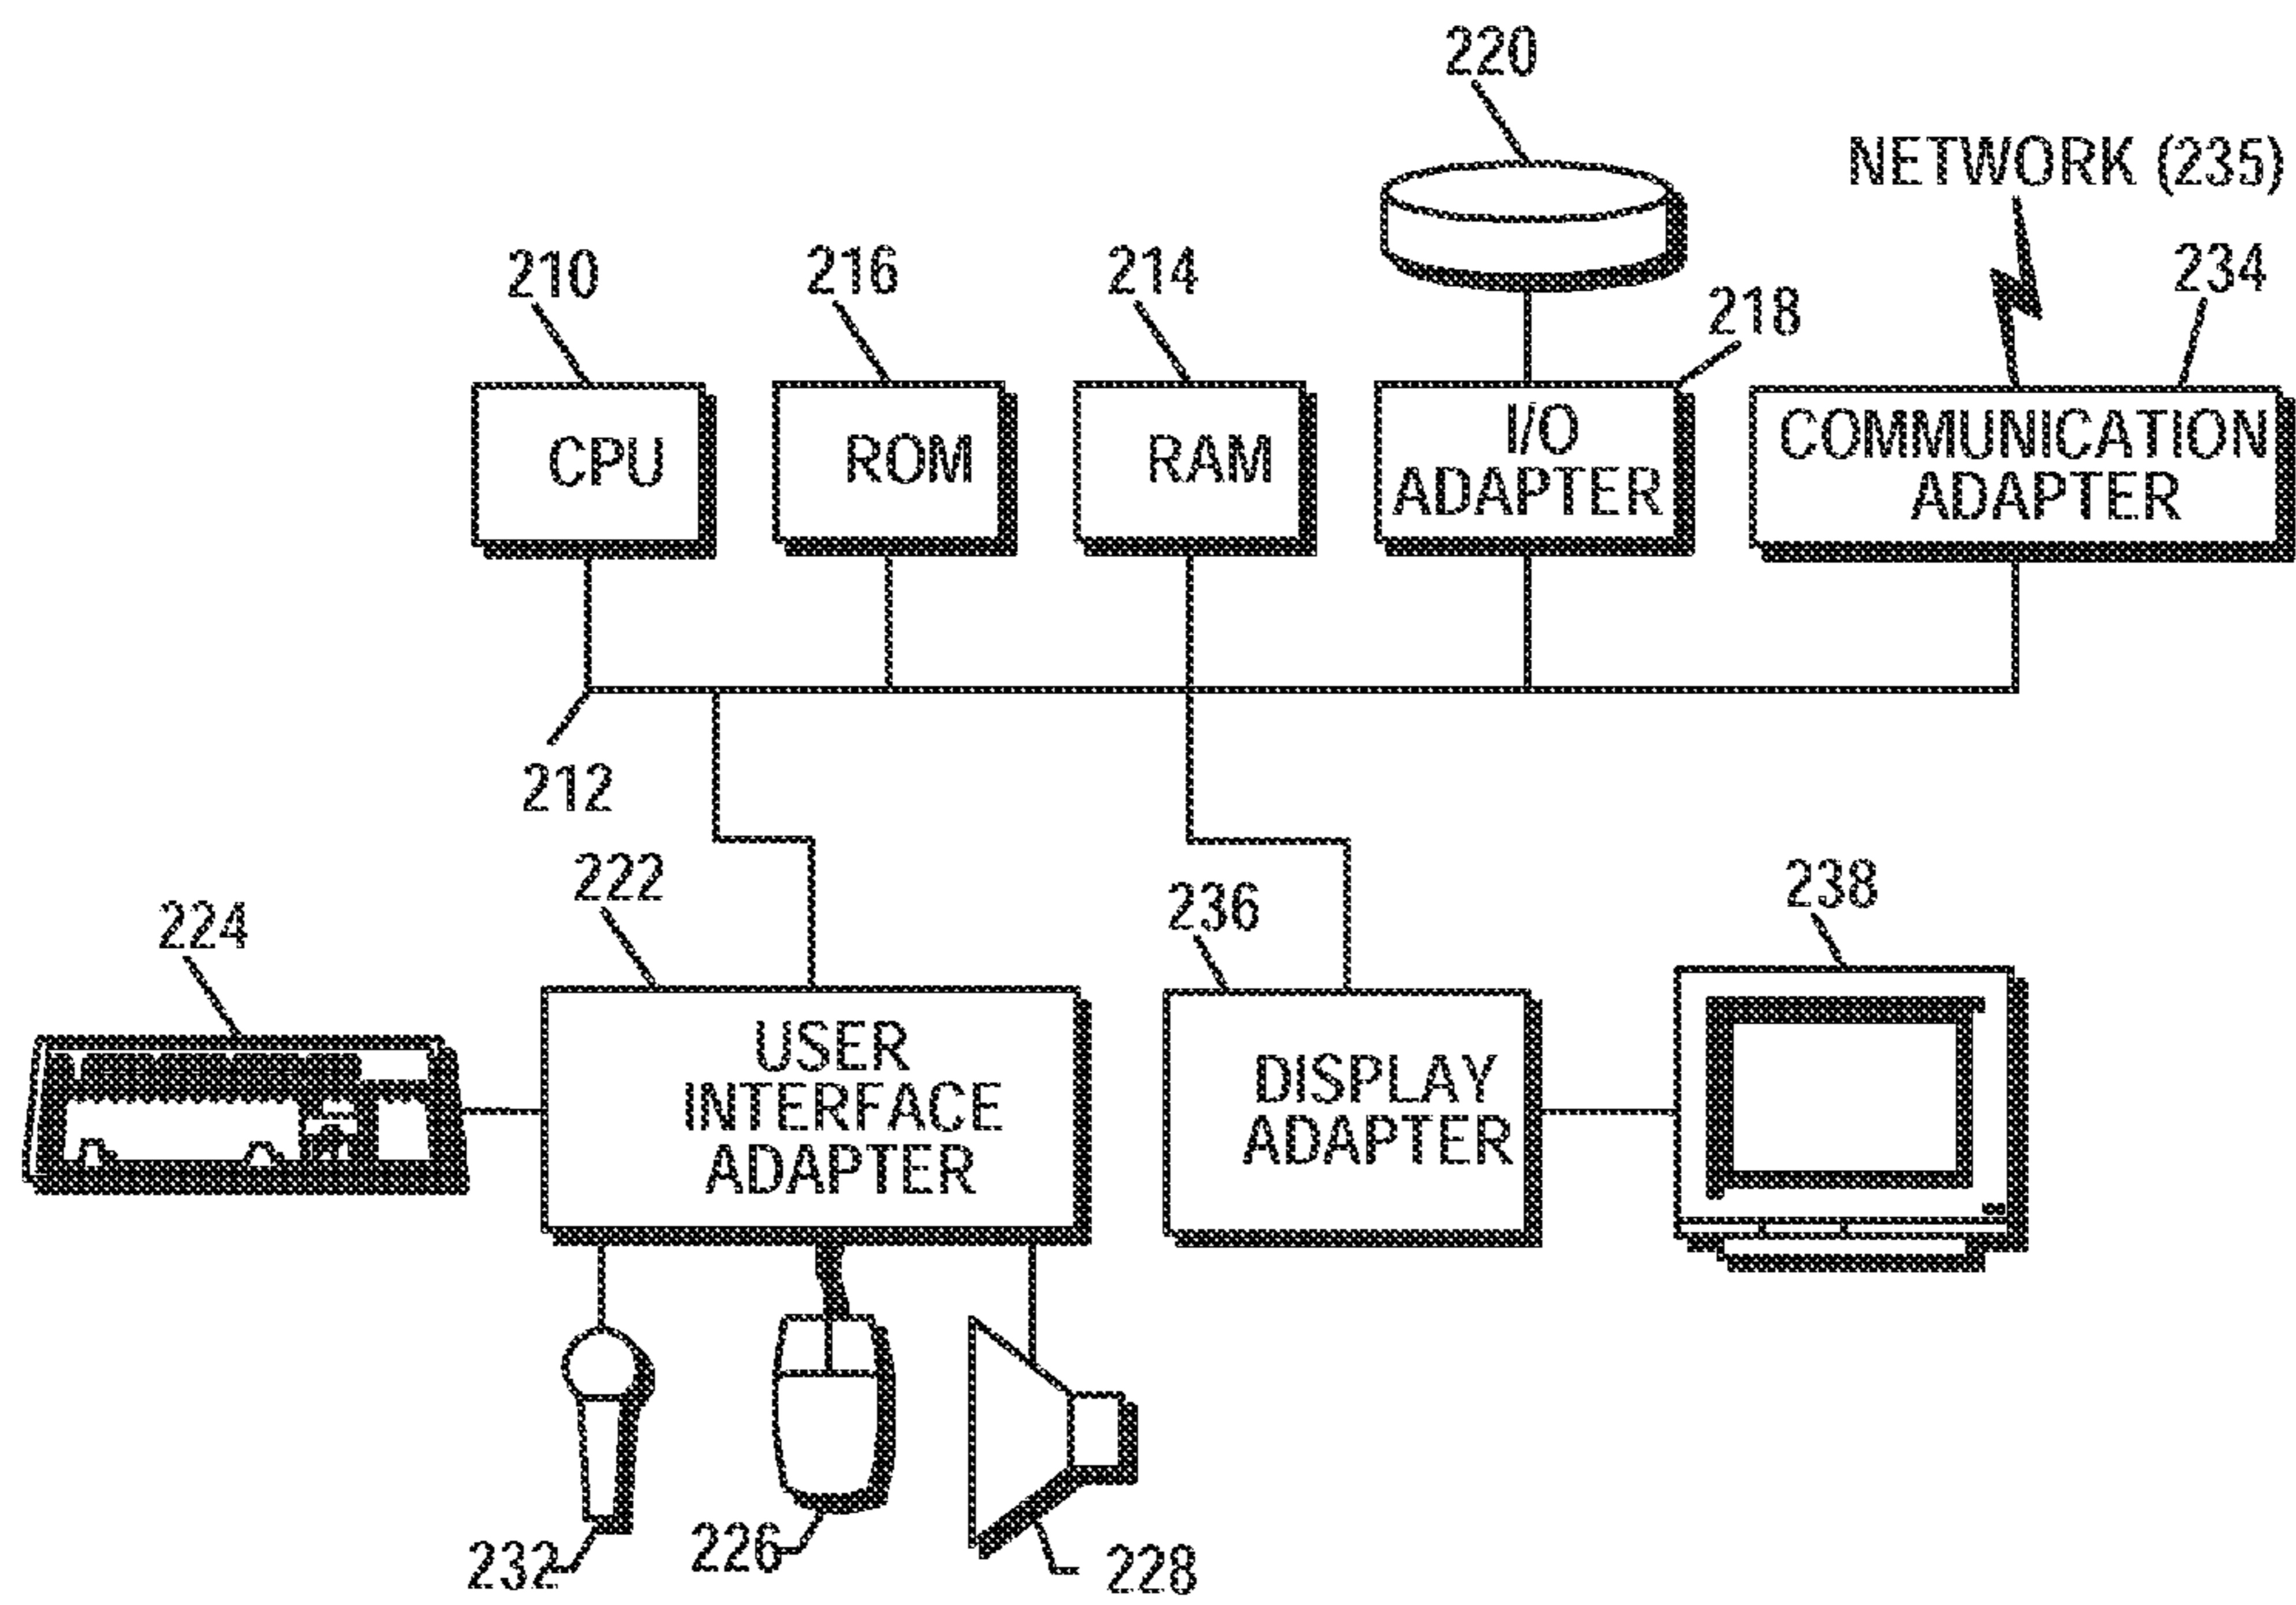 220
NETWORK (235)
210
216
214
218
234
CPU
ROM
RAM
I/O
ADAPTER
COMMUNICATION
ADAPTER
212
222
224
236
238
USER
INTERFACE
ADAPTER
DISPLAY
ADAPTER
232
226
228